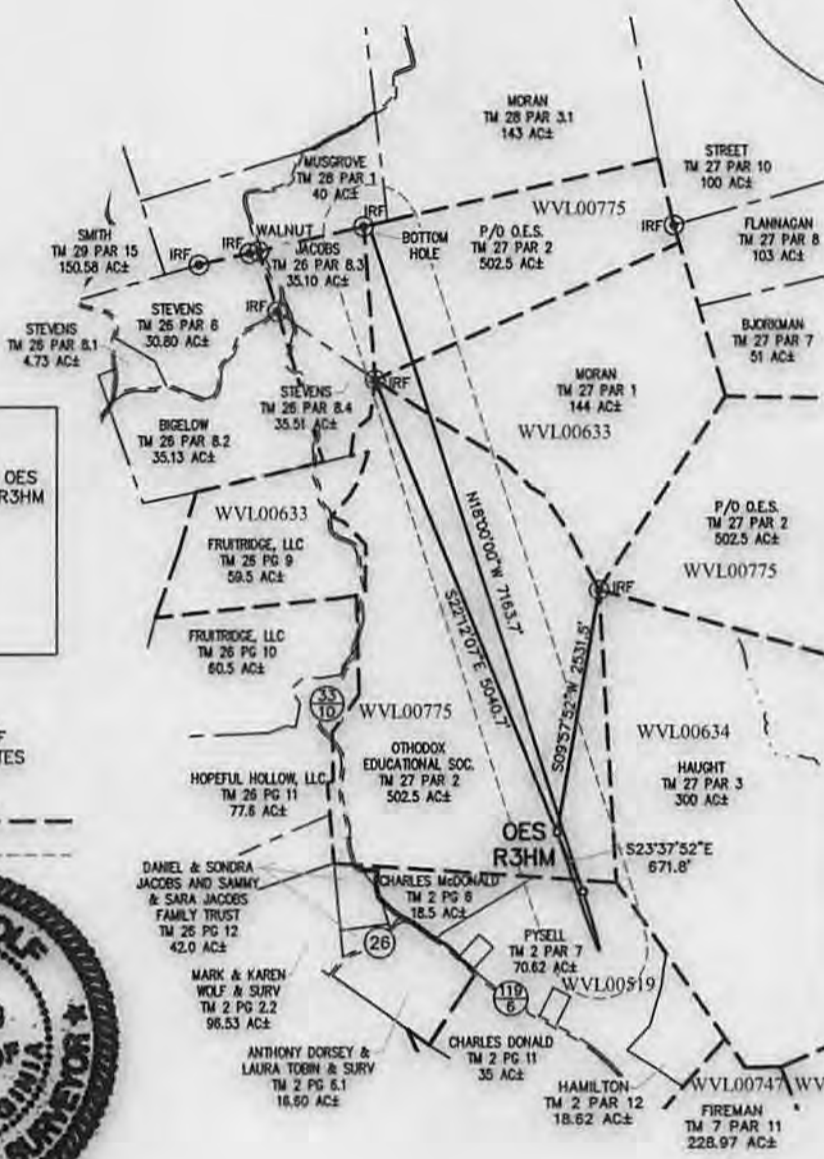 MORAN
TM 28 PAR 3.1
143 AC±
STREET
TM 27 PAR 10
100 AC±
MUSGROVE
TM 28 PAR 1
40 AC±
WVL00775
FLANNAGAN
TM 27 PAR 8
103 AC±
SMITH
TM 29 PAR 15
150.58 AC±
IRF
IRF
WALNUT
IRF
JACOBS
TM 26 PAR 8.3
35.10 AC±
BOTTOM
HOLE
P/O O.E.S.
TM 27 PAR 2
502.5 AC±
IRF
STEVENS
TM 26 PAR 6
30.80 AC±
IRF
STEVENS
TM 26 PAR 8.1
4.73 AC±
BJORKMAN
TM 27 PAR 7
51 AC±
STEVENS
TM 26 PAR 8.4
35.51 AC±
IRF
MORAN
TM 27 PAR 1
144 AC±
WVL00633
BIGELOW
TM 26 PAR 8.2
35.13 AC±
OES
R3HM
WVL00633
FRUITRIDGE, LLC
TM 26 PG 9
59.5 AC±
N18°00'00"W 7163.7'
P/O O.E.S.
TM 27 PAR 2
502.5 AC±
WVL00775
IRF
S22°12'07"E 5040.7'
S09°57'52"W 2531.5'
FRUITRIDGE, LLC
TM 26 PG 10
60.5 AC±
33
10
WVL00775
WVL00634
OTHODOX
EDUCATIONAL SOC.
TM 27 PAR 2
502.5 AC±
HAUGHT
TM 27 PAR 3
300 AC±
TES
HOPEFUL HOLLOW, LLC
TM 26 PG 11
77.6 AC±
OES
R3HM
S23°37'52"E
671.8'
DANIEL & SONDRA
JACOBS AND SAMMY
& SARA JACOBS
FAMILY TRUST
TM 26 PG 12
42.0 AC±
CHARLES McDONALD
TM 2 PG 6
18.5 AC±
26
PYSELL
TM 2 PAR 7
70.62 AC±
WVL00519
MARK & KAREN
WOLF & SURV
TM 2 PG 2.2
96.53 AC±
119
6
ANTHONY DORSEY &
LAURA TOBIN & SURV
TM 2 PG 6.1
16.60 AC±
CHARLES DONALD
TM 2 PG 11
35 AC±
HAMILTON
TM 2 PAR 12
18.62 AC±
WVL00747
WV
FIREMAN
TM 7 PAR 11
228.97 AC±
OLF
GINIA
SURVEYOR